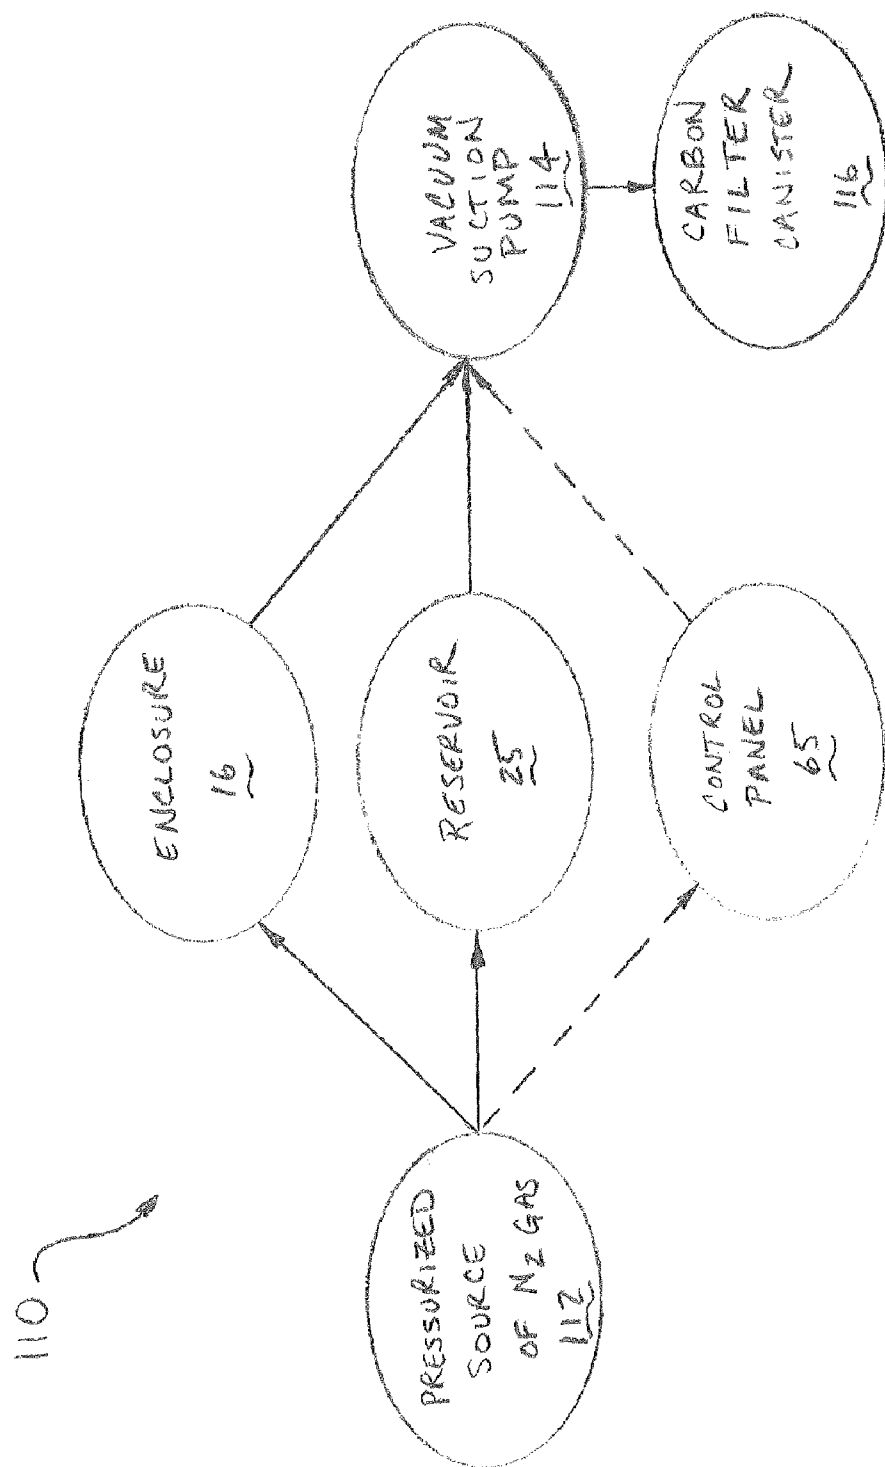 110
PRESSURIZED
SOURCE
OF N2 GAS
112
ENCLOSURE
16
RESERVOIR
25
CONTROL
PANEL
65
VACUUM
SUCTION
PUMP
114
CARBON
FILTER
CANISTER
116